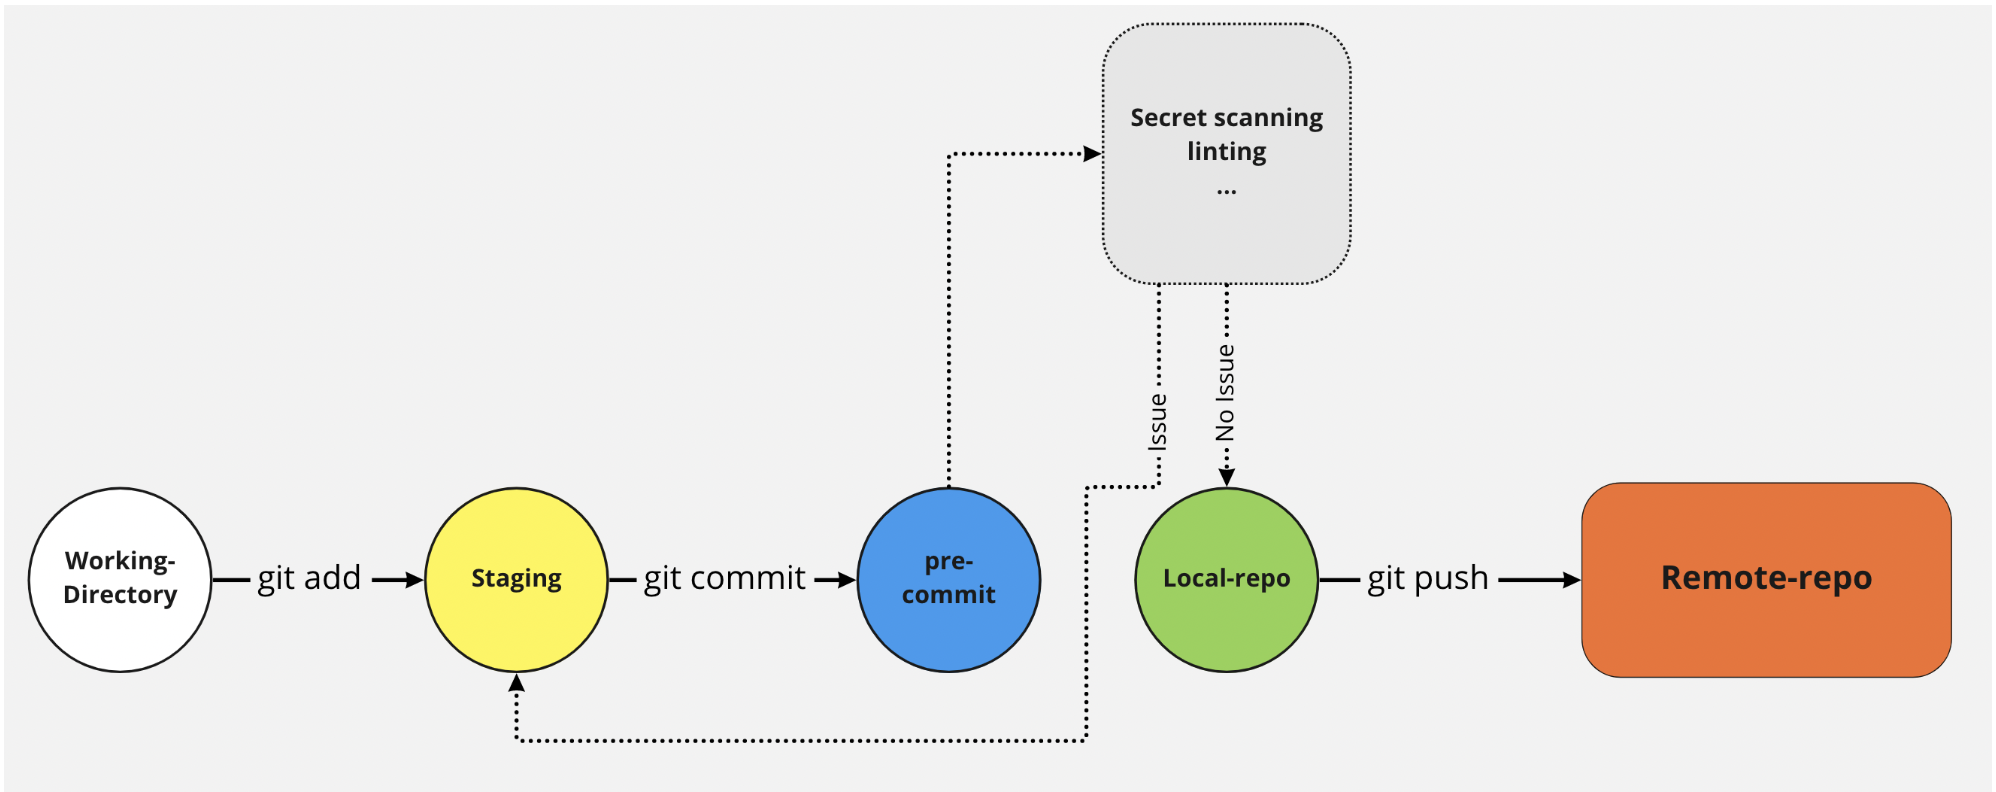 Secret scanning
linting
...
Issue
No Issue
Working-
Directory
git add
Staging
git commit
pre-
commit
Local-repo
git push
Remote-repo